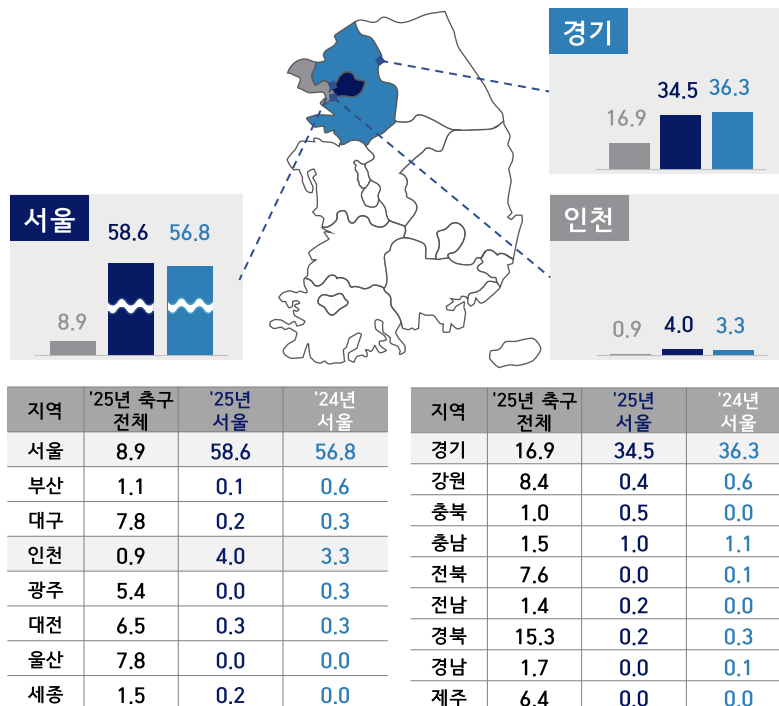 경기
16.9 34.5 36.3
서울
58.6 56.8
8.9
인천
0.9 4.0 3.3
지역 '25년 축구 전체 '25년 서울 '24년 서울
서울 8.9 58.6 56.8
부산 1.1 0.1 0.6
대구 7.8 0.2 0.3
인천 0.9 4.0 3.3
광주 5.4 0.0 0.3
대전 6.5 0.3 0.3
울산 7.8 0.0 0.0
세종 1.5 0.2 0.0
지역 '25년 축구 전체 '25년 서울 '24년 서울
경기 16.9 34.5 36.3
강원 8.4 0.4 0.6
충북 1.0 0.5 0.0
충남 1.5 1.0 1.1
전북 7.6 0.0 0.1
전남 1.4 0.2 0.0
경북 15.3 0.2 0.3
경남 1.7 0.0 0.1
제주 6.4 0.0 0.0